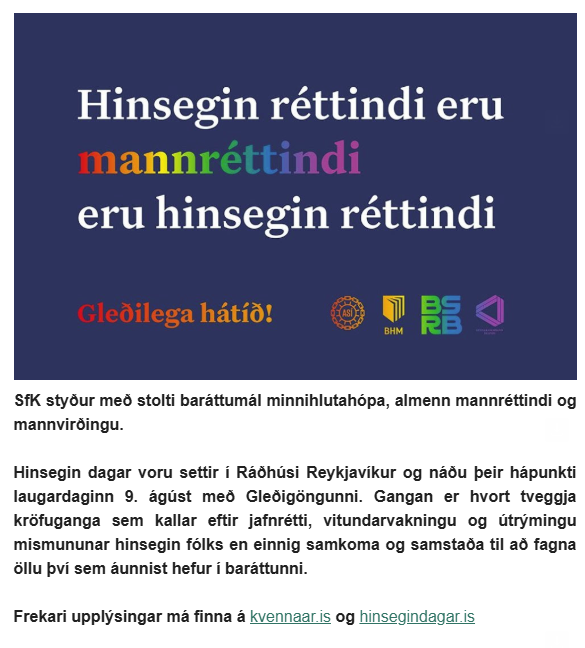 Hinsegin réttindi eru
mannréttindi
eru hinsegin réttindi
Gleðilega hátíð!
ASÍ
BHM
BS
RB
SfK styður með stolti baráttumál minnihlutahópa, almenn mannréttindi og
mannvirðingu.
Hinsegin dagar voru settir í Ráðhúsi Reykjavíkur og náðu þeir hápunkti
laugardaginn 9. ágúst með Gleðigöngunni. Gangan er hvort tveggja
kröfuganga sem kallar eftir jafnrétti, vitundarvakningu og útrýmingu
mismununar hinsegin fólks en einnig samkoma og samstaða til að fagna
öllu því sem áunnist hefur í baráttunni.
Frekari upplýsingar má finna á kvennaar.is og hinsegindagar.is